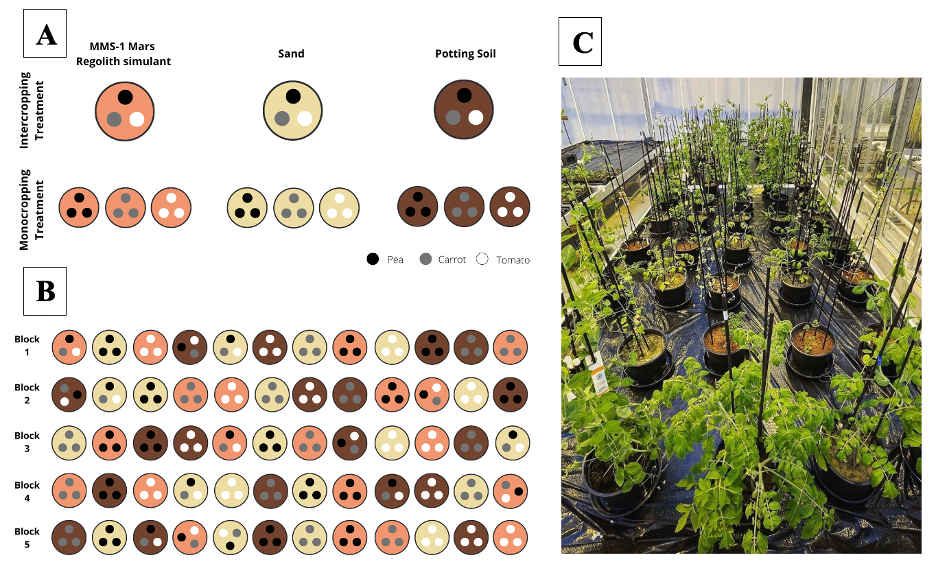 A
MMS-1 Mars
Regolith simulant
Sand
Potting Soil
Intercropping
Treatment
Monocropping
Treatment
Pea
Carrot
Tomato
B
Block
1
Block
2
Block
3
Block
4
Block
5
C